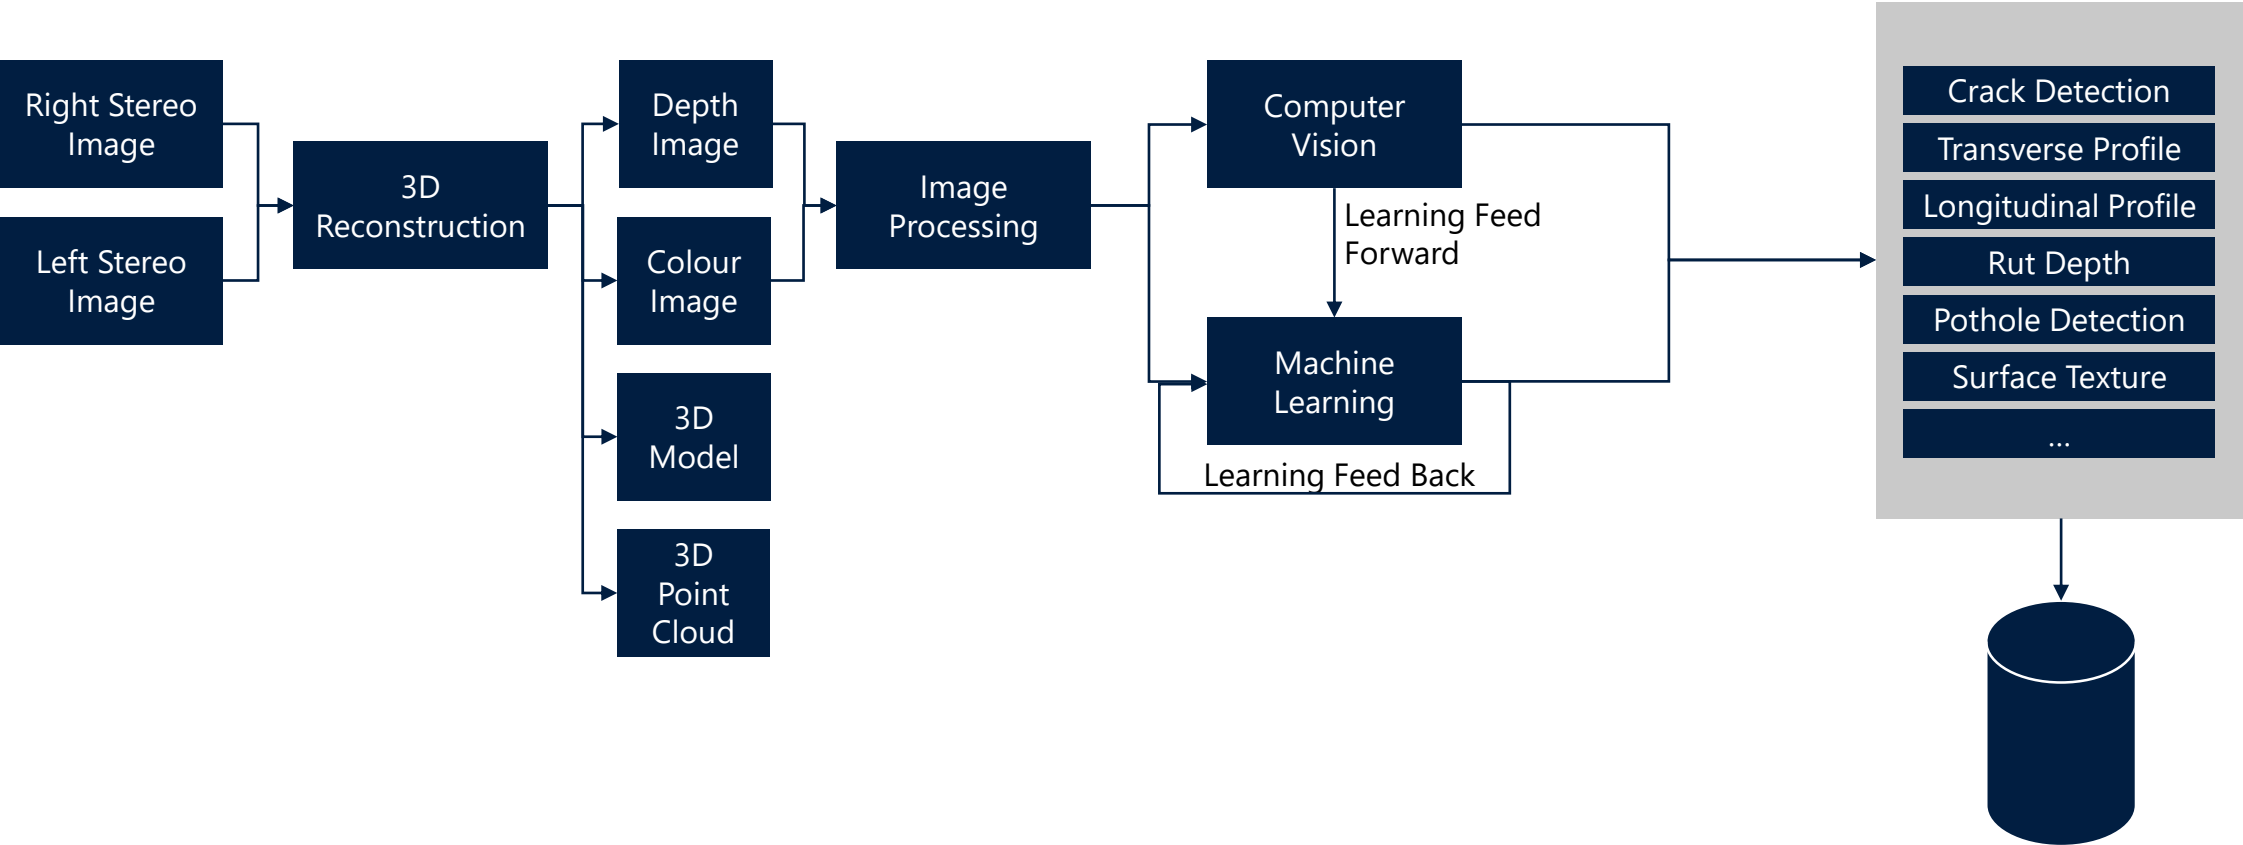 Right Stereo
Image
Left Stereo
Image
3D
Reconstruction
Depth
Image
Colour
Image
3D
Model
3D
Point
Cloud
Image
Processing
Computer
Vision
Learning Feed
Forward
Machine
Learning
Learning Feed Back
Crack Detection
Transverse Profile
Longitudinal Profile
Rut Depth
Pothole Detection
Surface Texture
...